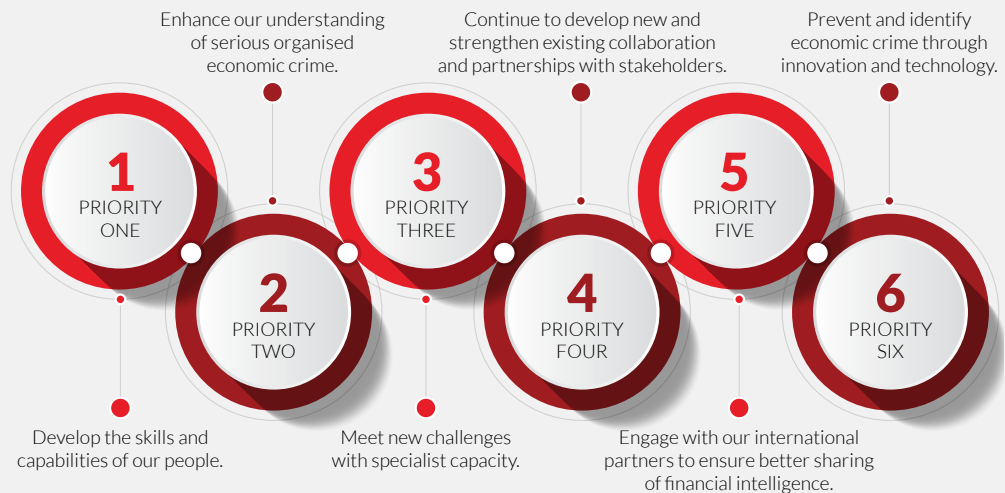 Enhance our understanding
of serious organised
economic crime.
Continue to develop new and
strengthen existing collaboration
and partnerships with stakeholders.
Prevent and identify
economic crime through
innovation and technology.
1
PRIORITY
ONE
3
PRIORITY
THREE
5
PRIORITY
FIVE
2
PRIORITY
TWO
4
PRIORITY
FOUR
6
PRIORITY
SIX
Develop the skills and
capabilities of our people.
Meet new challenges
with specialist capacity.
Engage with our international
partners to ensure better sharing
of financial intelligence.